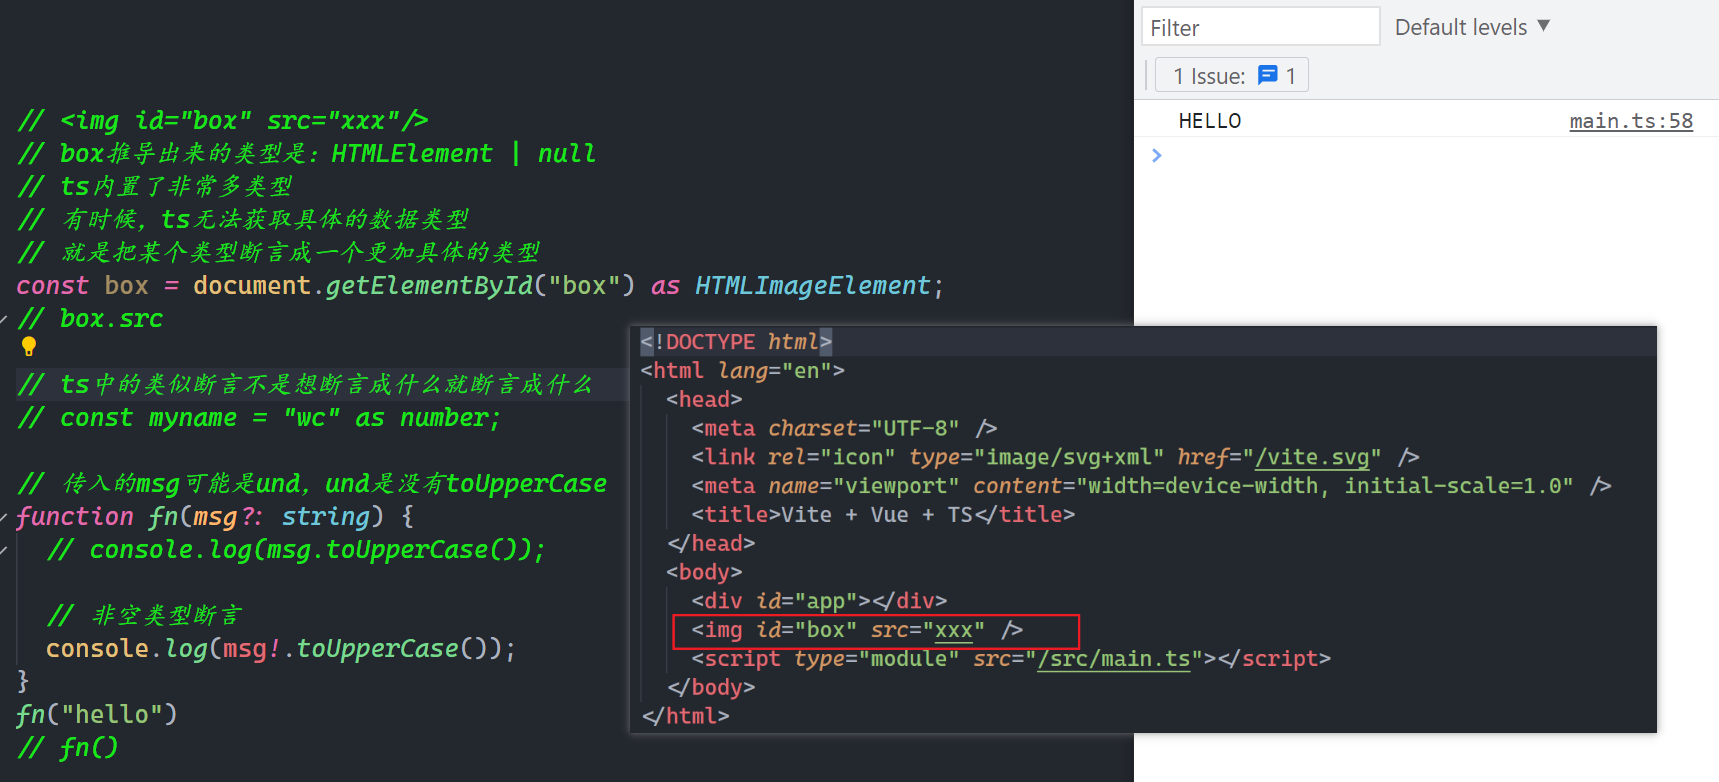 // <img id="box" src="xxx"/>
// box推导出来的类型是: HTMLElement | null
// ts内置了非常多类型
// 有时候, ts无法获取具体的数据类型
// 就是把某个类型断言成一个更加具体的类型
const box = document.getElementById("box") as HTMLImageElement;
// box.src
// ts中的类似断言不是想断言成什么就断言成什么
// const myname = "wc" as number;
// 传入的msg可能是und, und是没有toUpperCase
function fn(msg?: string) {
// console.log(msg.toUpperCase());
// 非空类型断言
console.log(msg!.toUpperCase());
}
fn("hello")
// fn()
<!DOCTYPE html>
<html lang="en">
<head>
<meta charset="UTF-8" />
<link rel="icon" type="image/svg+xml" href="/vite.svg" />
<meta name="viewport" content="width=device-width, initial-scale=1.0" />
<title>Vite + Vue + TS</title>
</head>
<body>
<div id="app"></div>
<img id="box" src="xxx" />
<script type="module" src="/src/main.ts"></script>
</body>
</html>
Filter
Default levels ▼
1 Issue: 1
HELLO main.ts:58
>